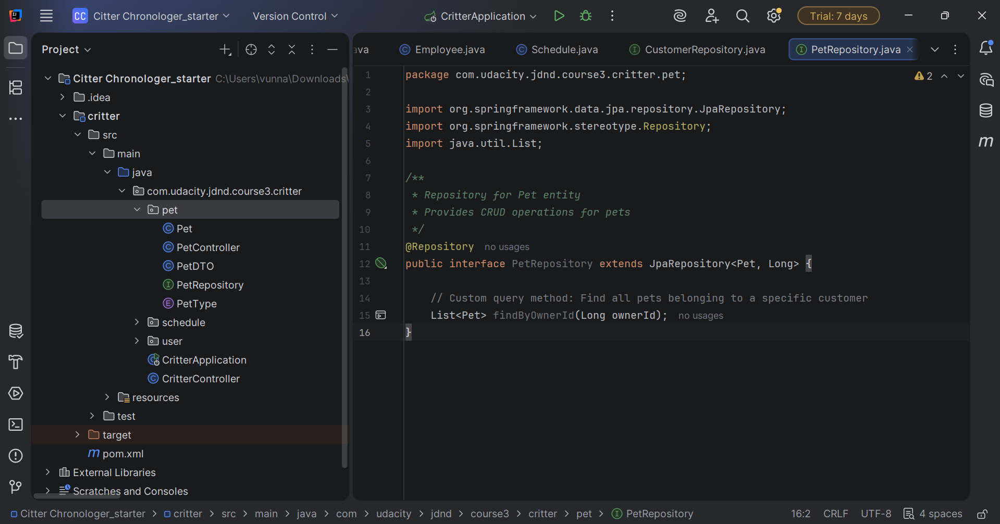 CC Citter Chronologer_starter Version Control CritterApplication Trial: 7 days
Project
Citter Chronologer_starter C:\Users\vunna\Downloads\
.idea
critter
src
main
java
com.udacity.jdnd.course3.critter
pet
Pet
PetController
PetDTO
PetRepository
PetType
schedule
user
CritterApplication
CritterController
resources
test
target
pom.xml
External Libraries
Scratches and Consoles
ava Employee.java Schedule.java CustomerRepository.java PetRepository.java
2
1 package com.udacity.jdnd.course3.critter.pet;
2
3 import org.springframework.data.jpa.repository.JpaRepository;
4 import org.springframework.stereotype.Repository;
5 import java.util.List;
6
7 /**
8 * Repository for Pet entity
9 * Provides CRUD operations for pets
10 */
11 @Repository no usages
12 public interface PetRepository extends JpaRepository<Pet, Long> {
13
14 // Custom query method: Find all pets belonging to a specific customer
15 List<Pet> findByOwnerId(Long ownerId); no usages
16 }
Citter Chronologer_starter > critter > src > main > java > com > udacity > jdnd > course3 > critter > pet > PetRepository 16:2 CRLF UTF-8 4 spaces